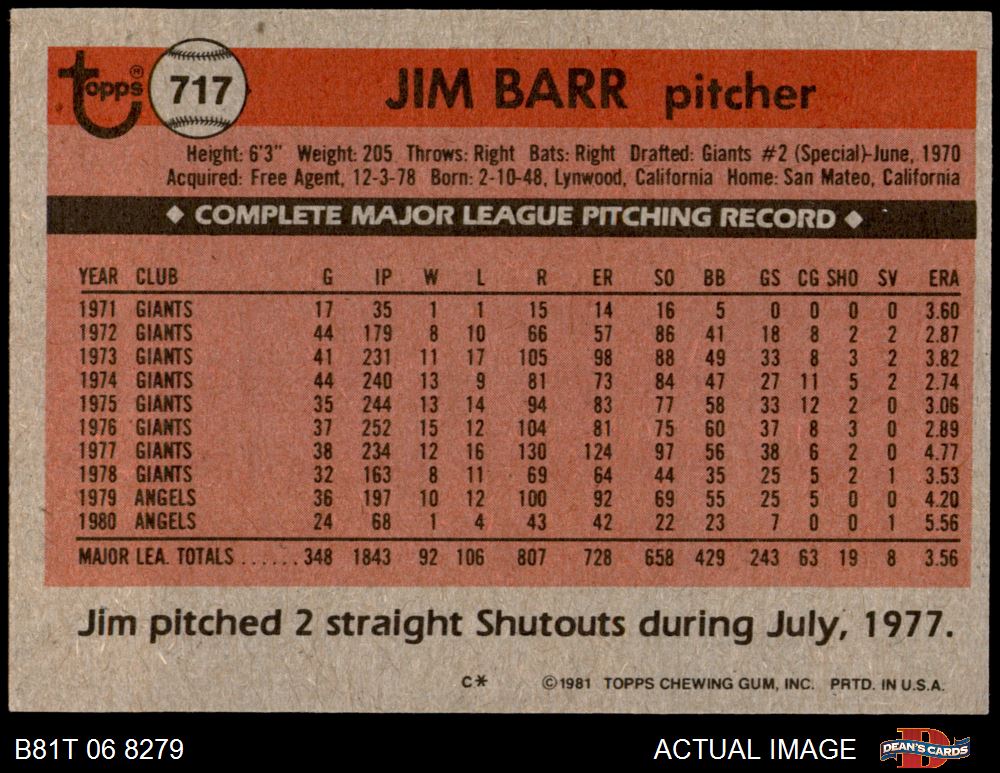 Topps® 717 JIM BARR pitcher
Height: 6'3" Weight: 205 Throws: Right Bats: Right Drafted: Giants #2 (Special)-June, 1970
Acquired: Free Agent, 12-3-78 Born: 2-10-48, Lynwood, California Home: San Mateo, California
◆ COMPLETE MAJOR LEAGUE PITCHING RECORD ◆
YEAR CLUB G IP W L R ER SO BB GS CG SHO SV ERA
1971 GIANTS 17 35 1 1 15 14 16 5 0 0 0 0 3.60
1972 GIANTS 44 179 8 10 66 57 86 41 18 8 2 2 2.87
1973 GIANTS 41 231 11 17 105 98 88 49 33 8 3 2 3.82
1974 GIANTS 44 240 13 9 81 73 84 47 27 11 5 2 2.74
1975 GIANTS 35 244 13 14 94 83 77 58 33 12 2 0 3.06
1976 GIANTS 37 252 15 12 104 81 75 60 37 8 3 0 2.89
1977 GIANTS 38 234 12 16 130 124 97 56 38 6 2 0 4.77
1978 GIANTS 32 163 8 11 69 64 44 35 25 5 2 1 3.53
1979 ANGELS 36 197 10 12 100 92 69 55 25 5 0 0 4.20
1980 ANGELS 24 68 1 4 43 42 22 23 7 0 0 1 5.56
MAJOR LEA. TOTALS ...... 348 1843 92 106 807 728 658 429 243 63 19 8 3.56
Jim pitched 2 straight Shutouts during July, 1977.
C* ©1981 TOPPS CHEWING GUM, INC. PRTD. IN U.S.A.
B81T 06 8279 ACTUAL IMAGE DEAN'S CARDS